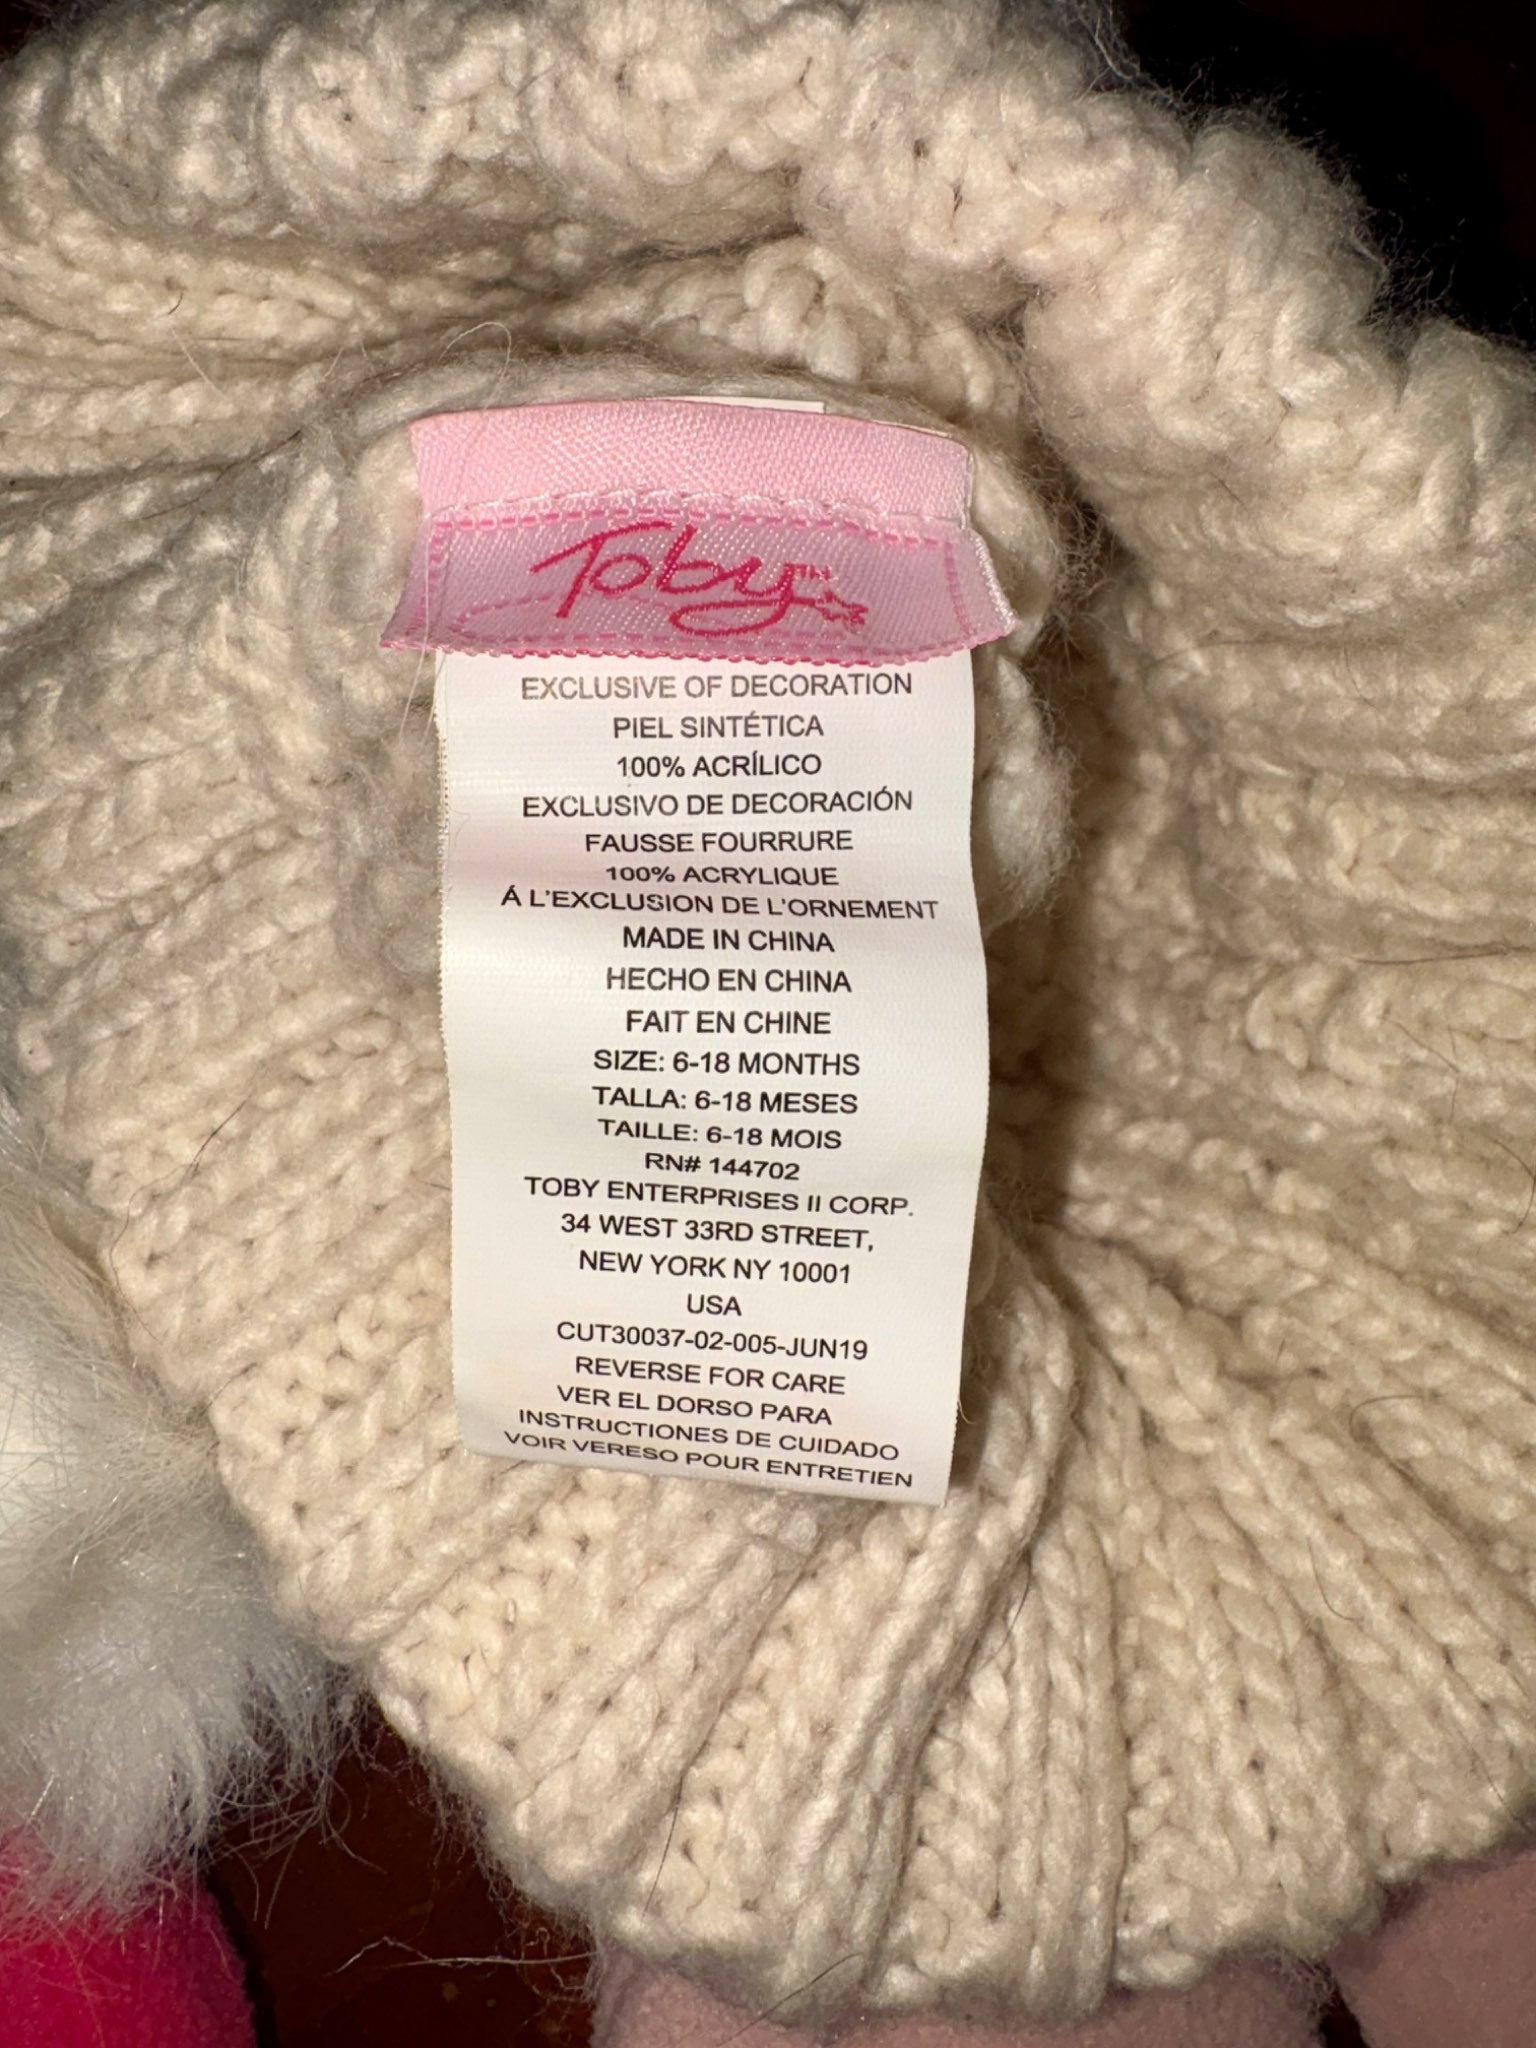 Toby
EXCLUSIVE OF DECORATION
PIEL SINTÉTICA
100% ACRÍLICO
EXCLUSIVO DE DECORACIÓN
FAUSSE FOURRURE
100% ACRYLIQUE
Á L'EXCLUSION DE L'ORNEMENT
MADE IN CHINA
HECHO EN CHINA
FAIT EN CHINE
SIZE: 6-18 MONTHS
TALLA: 6-18 MESES
TAILLE: 6-18 MOIS
RN# 144702
TOBY ENTERPRISES II CORP.
34 WEST 33RD STREET,
NEW YORK NY 10001
USA
CUT30037-02-005-JUN19
REVERSE FOR CARE
VER EL DORSO PARA
INSTRUCTIONES DE CUIDADO
VOIR VERESO POUR ENTRETIEN